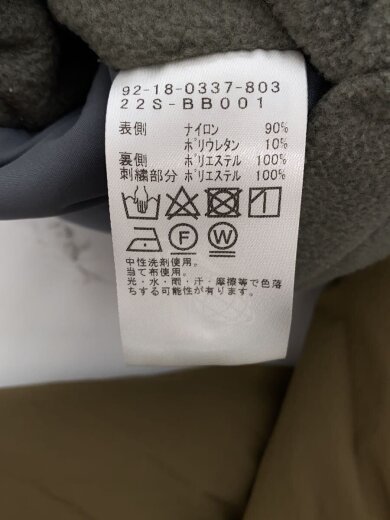 92-18-0337-803
22S-BB001
表側 ナイロン 90%
ポリウレタン 10%
裏側 ポリエステル 100%
刺繍部分 ポリエステル 100%
F W
中性洗剤使用。
当て布使用。
光・水・雨・汗・摩擦等で色落
ちする可能性が有ります。